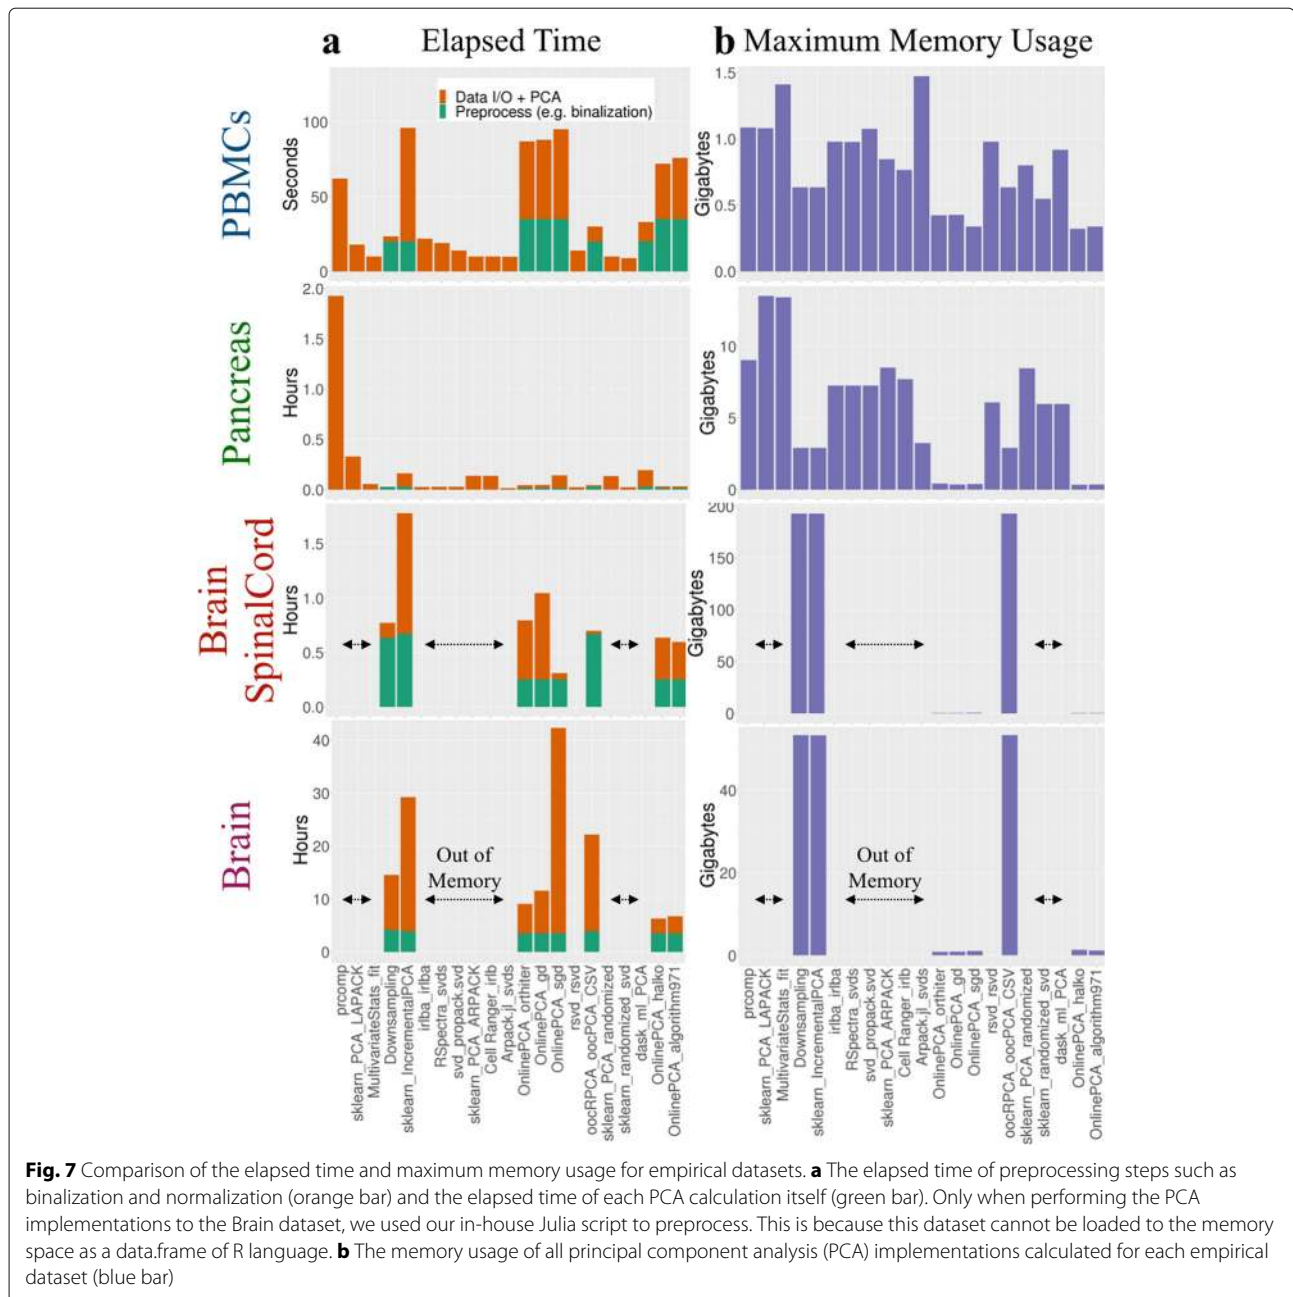 a Elapsed Time
b Maximum Memory Usage
PBMCs
Seconds
100
50
0
Data I/O + PCA
Preprocess (e.g. binalization)
Gigabytes
1.5
1.0
0.5
0.0
Pancreas
Hours
2.0
1.5
1.0
0.5
0.0
Gigabytes
10
5
0
Brain
SpinalCord
Hours
1.5
1.0
0.5
0.0
Gigabytes
200
150
100
50
0
Brain
Hours
40
30
20
10
0
Out of
Memory
Gigabytes
40
20
0
Out of
Memory
prcomp
sklearn_PCA_LAPACK
MultivariateStats_fit
Downsampling
sklearn_IncrementalPCA
irlba_irlba
RSpectra_svds
svd_propack.svd
sklearn_PCA_ARPACK
Cell Ranger_irlb
Arpack.jl_svds
OnlinePCA_orthiter
OnlinePCA_gd
OnlinePCA_sgd
rsvd_rsvd
oocRPCA_oocPCA_CSV
sklearn_PCA_randomized
sklearn_randomized_svd
dask_ml_PCA
OnlinePCA_halko
OnlinePCA_algorithm971
prcomp
sklearn_PCA_LAPACK
MultivariateStats_fit
Downsampling
sklearn_IncrementalPCA
irlba_irlba
RSpectra_svds
svd_propack.svd
sklearn_PCA_ARPACK
Cell Ranger_irlb
Arpack.jl_svds
OnlinePCA_orthiter
OnlinePCA_gd
OnlinePCA_sgd
rsvd_rsvd
oocRPCA_oocPCA_CSV
sklearn_PCA_randomized
sklearn_randomized_svd
dask_ml_PCA
OnlinePCA_halko
OnlinePCA_algorithm971
Fig. 7 Comparison of the elapsed time and maximum memory usage for empirical datasets. a The elapsed time of preprocessing steps such as
binalization and normalization (orange bar) and the elapsed time of each PCA calculation itself (green bar). Only when performing the PCA
implementations to the Brain dataset, we used our in-house Julia script to preprocess. This is because this dataset cannot be loaded to the memory
space as a data.frame of R language. b The memory usage of all principal component analysis (PCA) implementations calculated for each empirical
dataset (blue bar)